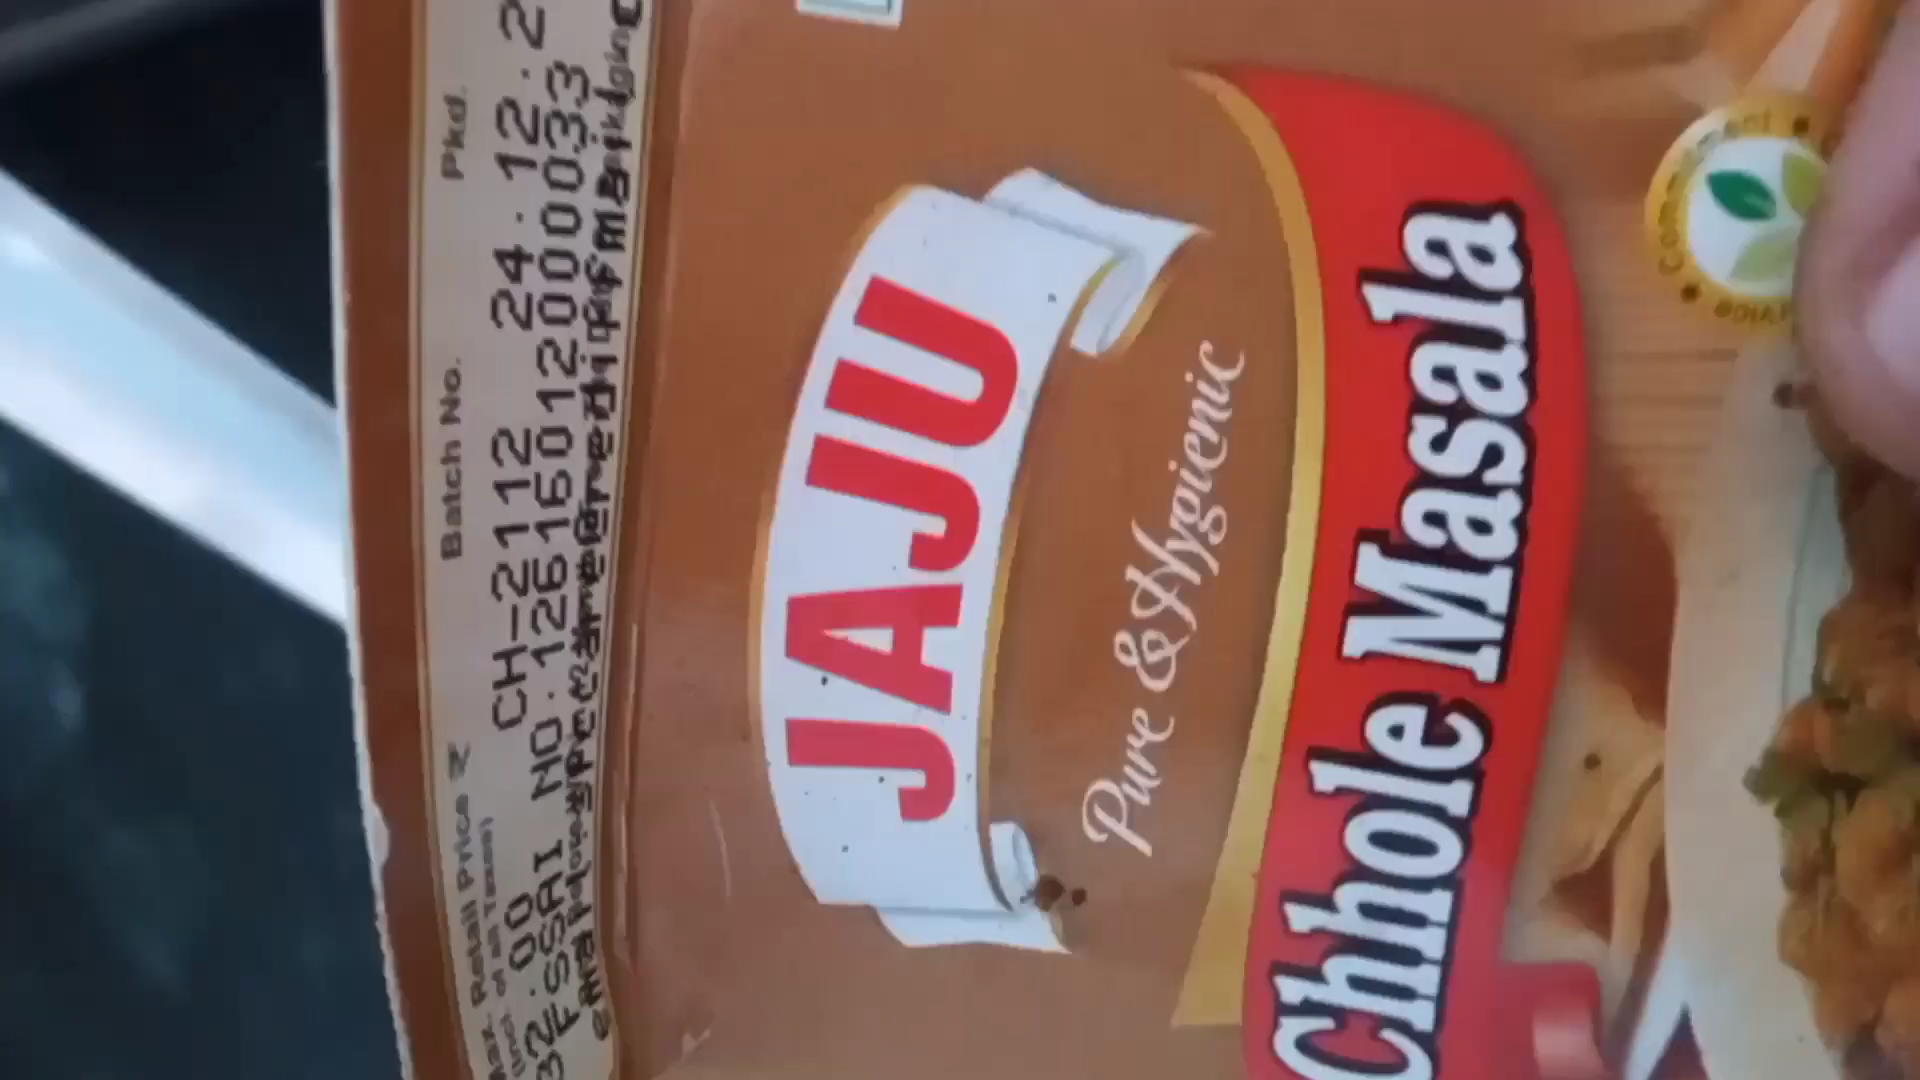 Max. Retail Price ₹ Batch No. Pkd.
(Incl. of all Taxes)
32.00 CH-2112 24.12.2
FSSAI NO.12616012000033
JAJU
Pure & Hygienic
Chhole Masala